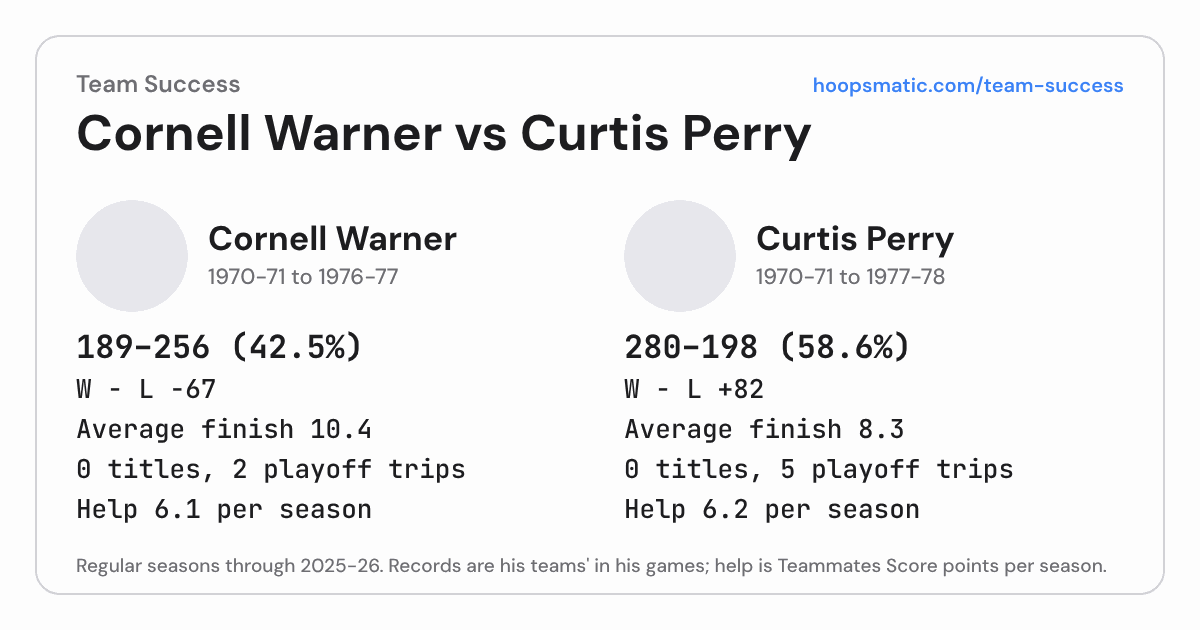 Team Success
hoopsmatic.com/team-success
Cornell Warner vs Curtis Perry
Cornell Warner
1970-71 to 1976-77
189-256 (42.5%)
W - L -67
Average finish 10.4
0 titles, 2 playoff trips
Help 6.1 per season
Curtis Perry
1970-71 to 1977-78
280-198 (58.6%)
W - L +82
Average finish 8.3
0 titles, 5 playoff trips
Help 6.2 per season
Regular seasons through 2025-26. Records are his teams' in his games; help is Teammates Score points per season.